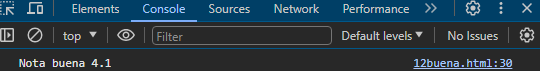 Elements Console Sources Network Performance »
top Filter Default levels No Issues
Nota buena 4.1 12buena.html:30